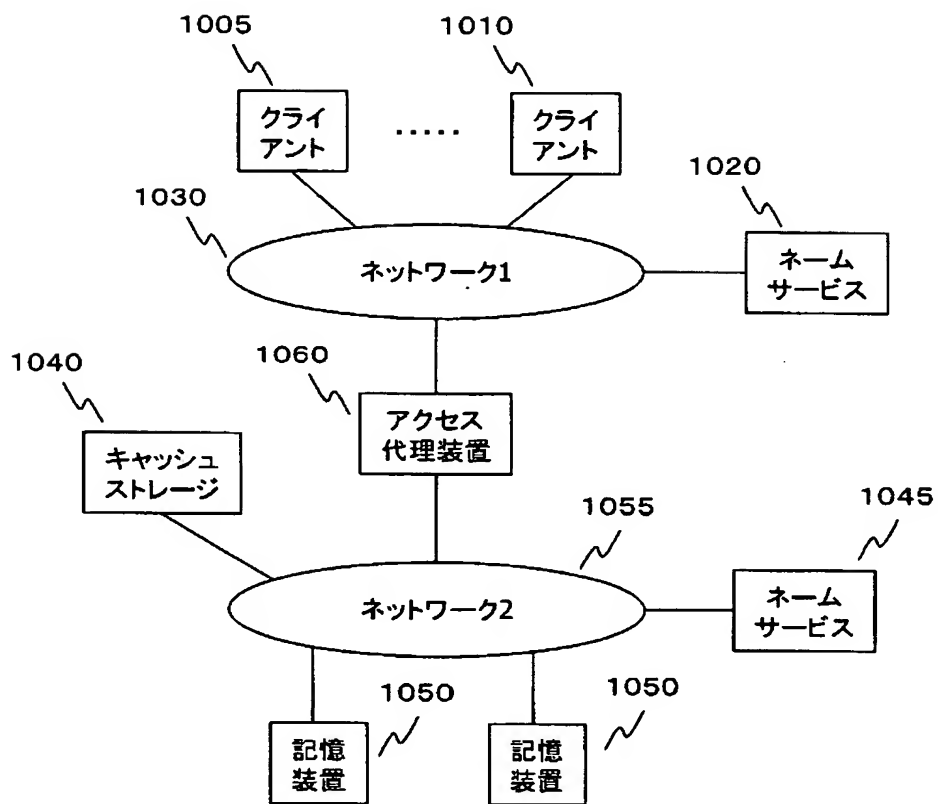 1005
1010
クライ
アント
.....
クライ
アント
1030
1020
ネットワーク1
ネーム
サービス
1040
1060
アクセス
代理装置
キャッシュ
ストレージ
1055
1045
ネットワーク2
ネーム
サービス
1050
1050
記憶
装置
記憶
装置